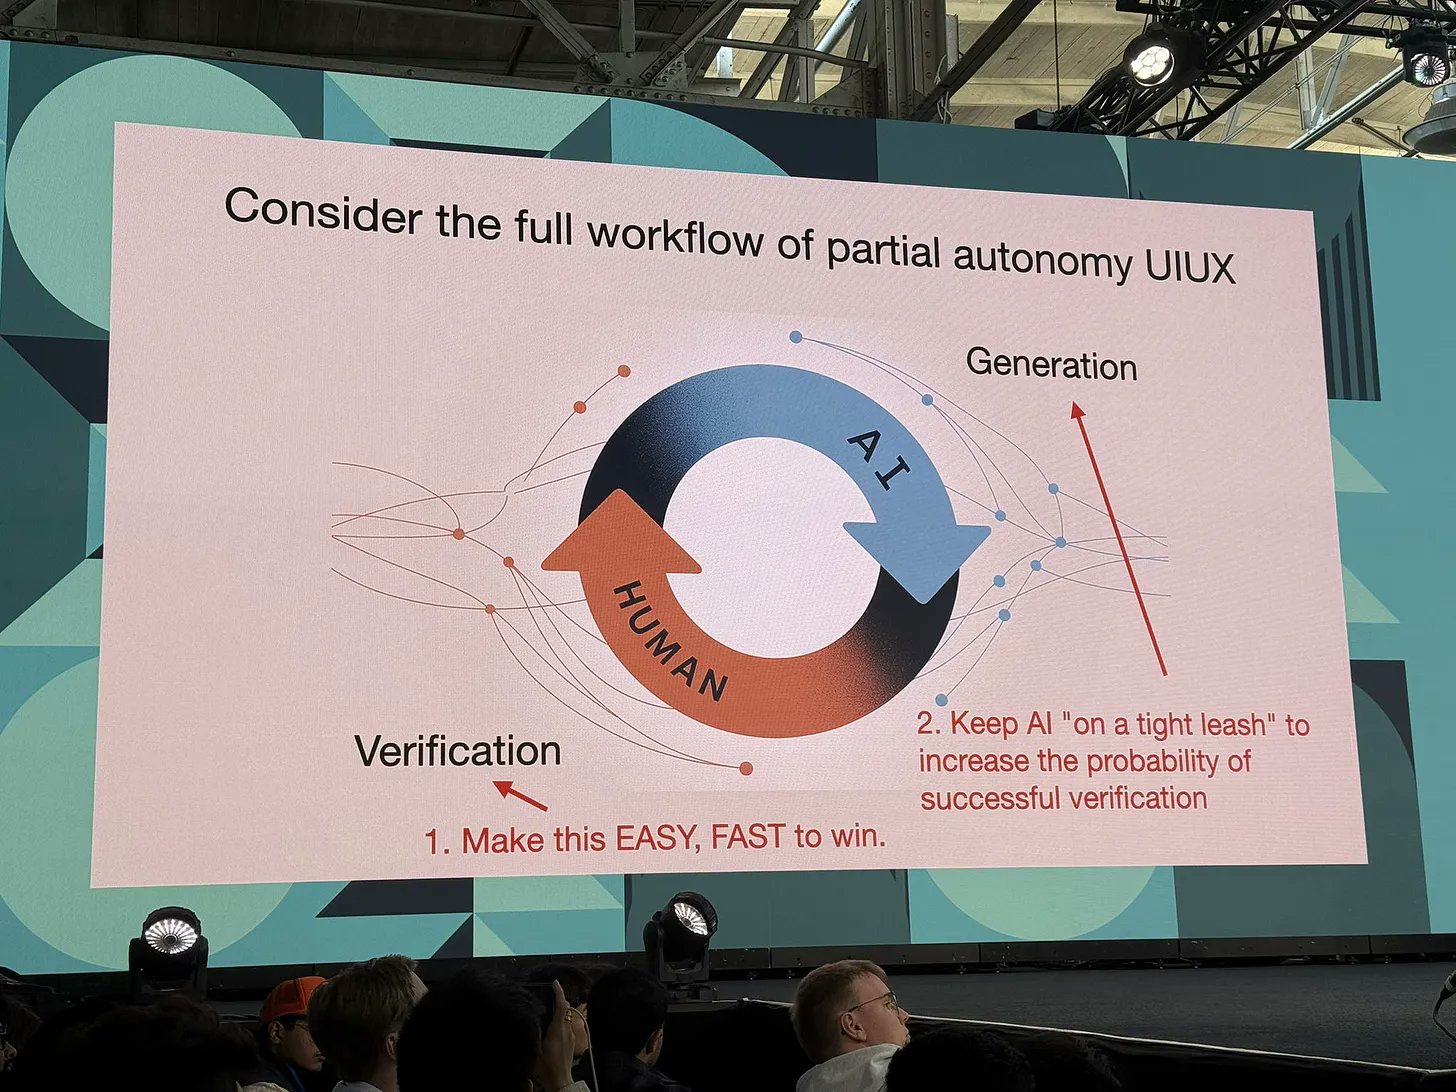 Consider the full workflow of partial autonomy UIUX
Generation
AI
HUMAN
Verification
2. Keep AI "on a tight leash" to
increase the probability of
successful verification
1. Make this EASY, FAST to win.